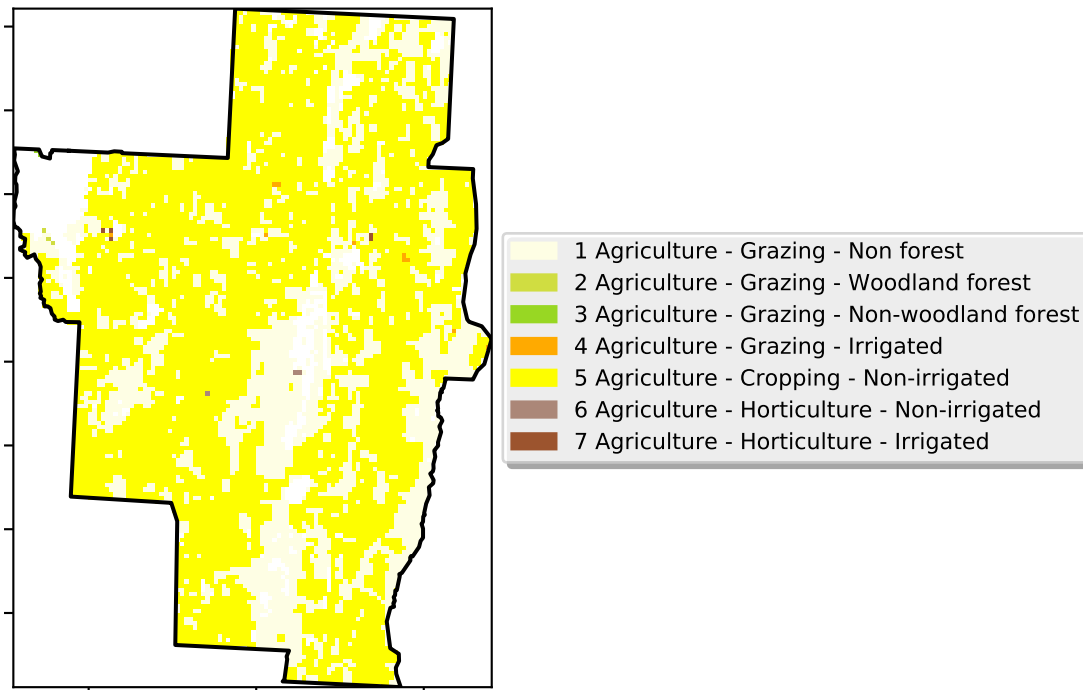 1 Agriculture - Grazing - Non forest
2 Agriculture - Grazing - Woodland forest
3 Agriculture - Grazing - Non-woodland forest
4 Agriculture - Grazing - Irrigated
5 Agriculture - Cropping - Non-irrigated
6 Agriculture - Horticulture - Non-irrigated
7 Agriculture - Horticulture - Irrigated